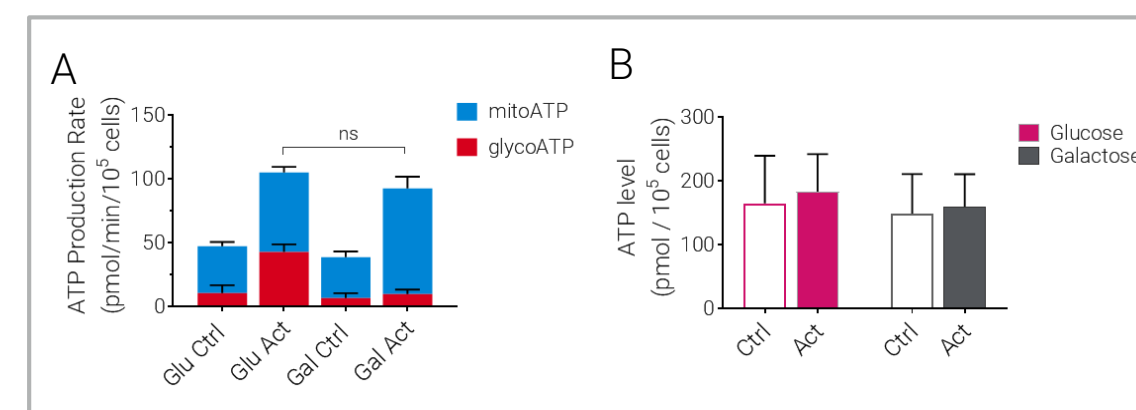 A
ATP Production Rate
(pmol/min/10⁵ cells)
150
100
50
0
ns
mitoATP
glycoATP
Glu Ctrl
Glu Act
Gal Ctrl
Gal Act
B
ATP level
(pmol / 10⁵ cells)
300
200
100
0
Glucose
Galactose
Ctrl
Act
Ctrl
Act